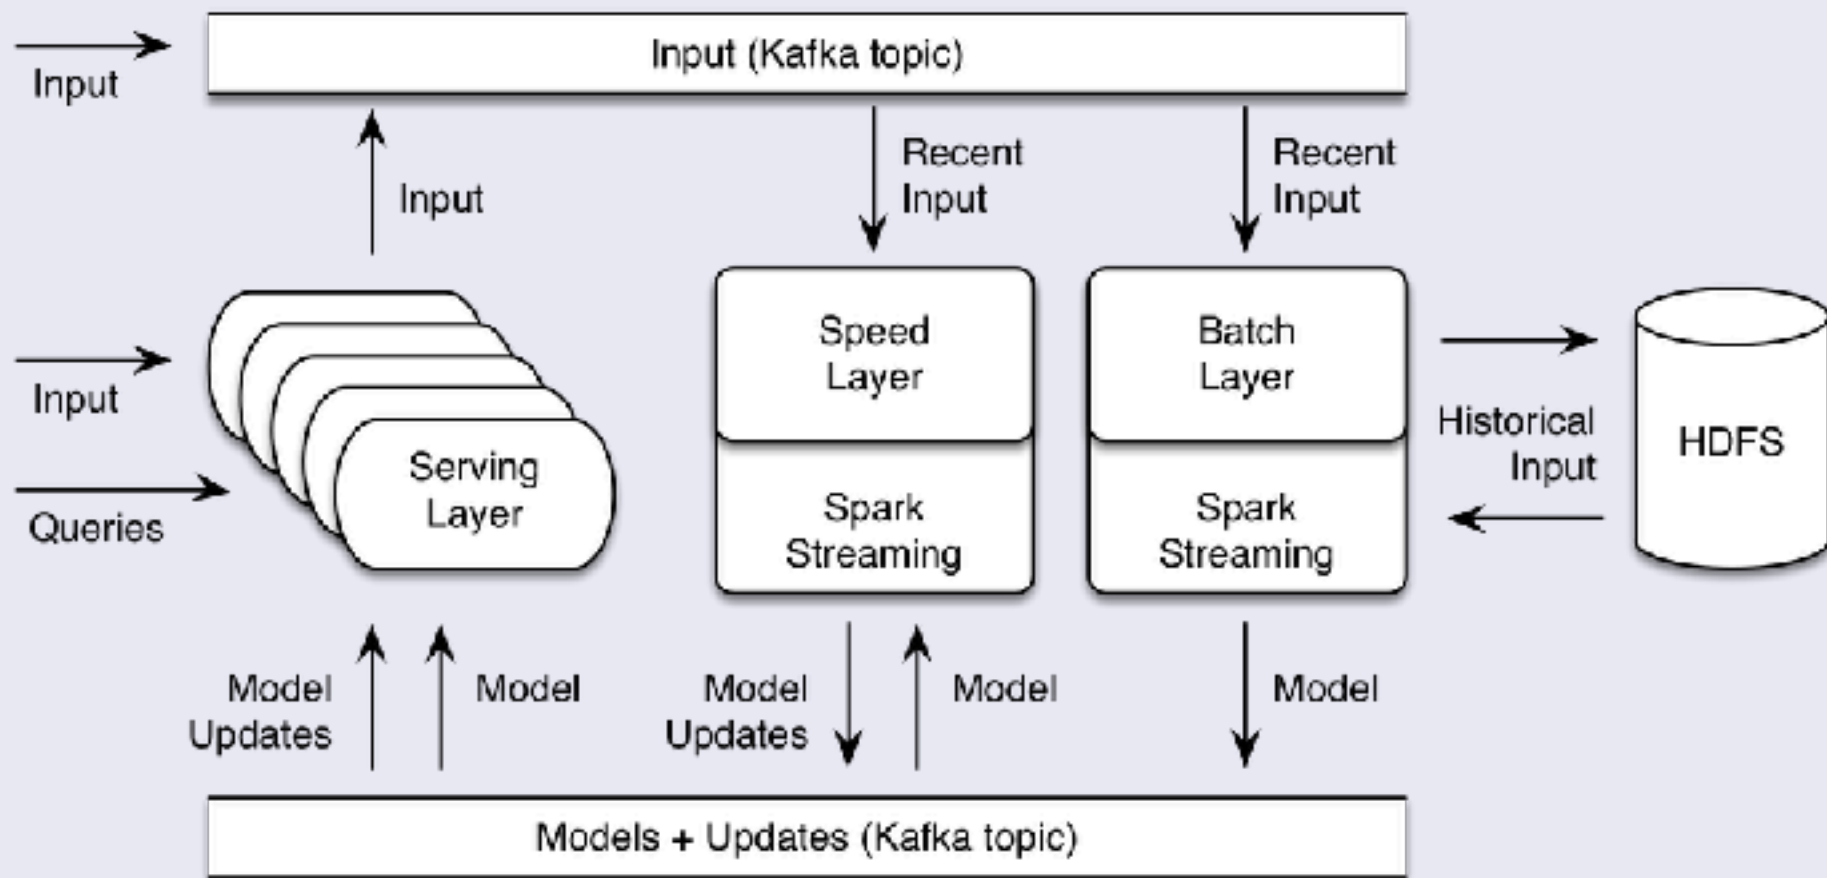 Input (Kafka topic)
Input
Input
Recent
Input
Recent
Input
Input
Queries
Serving
Layer
Speed
Layer
Spark
Streaming
Batch
Layer
Spark
Streaming
Historical
Input
HDFS
Model
Updates
Model
Model
Updates
Model
Model
Models + Updates (Kafka topic)